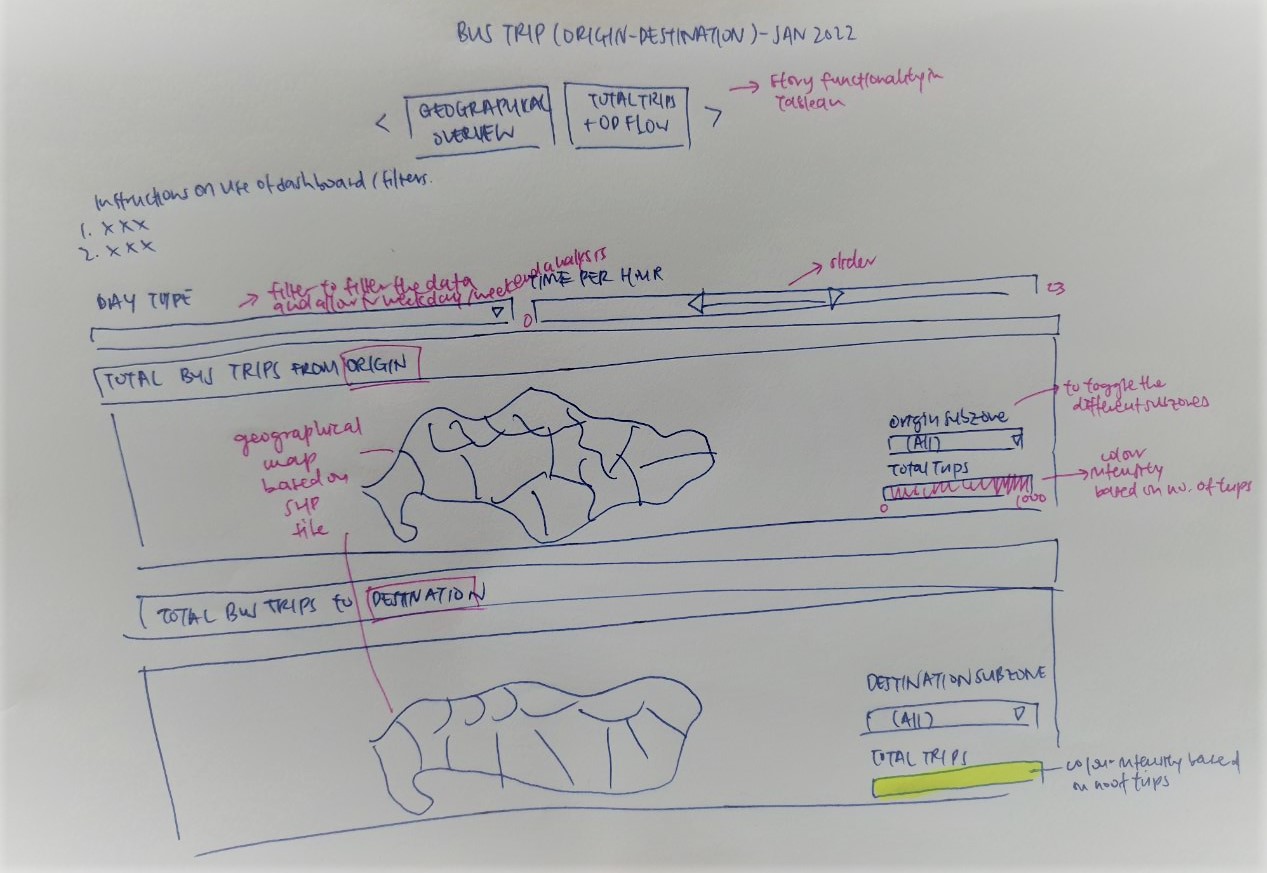 BUS TRIP (ORIGIN-DESTINATION) - JAN 2022
< GEOGRAPHICAL OVERVIEW
TOTAL TRIPS + OD FLOW >
→ Story functionality in
Tableau
Instructions on use of dashboard / filters.
1. XXX
2. XXX
DAY TYPE
→ filter to filter the data
and allow weekday/weekend analysis
TIME PER HOUR
→ slider
0
23
TOTAL BUS TRIPS FROM ORIGIN
geographical
map
based on
SHP
file
Origin Subzone
(All)
→ to toggle the
different subzones
Total Trips
0
1000
→ colour
intensity
based on no. of trips
TOTAL BUS TRIPS TO DESTINATION
DESTINATION SUBZONE
(All)
TOTAL TRIPS
colour-intensity based
on no of trips